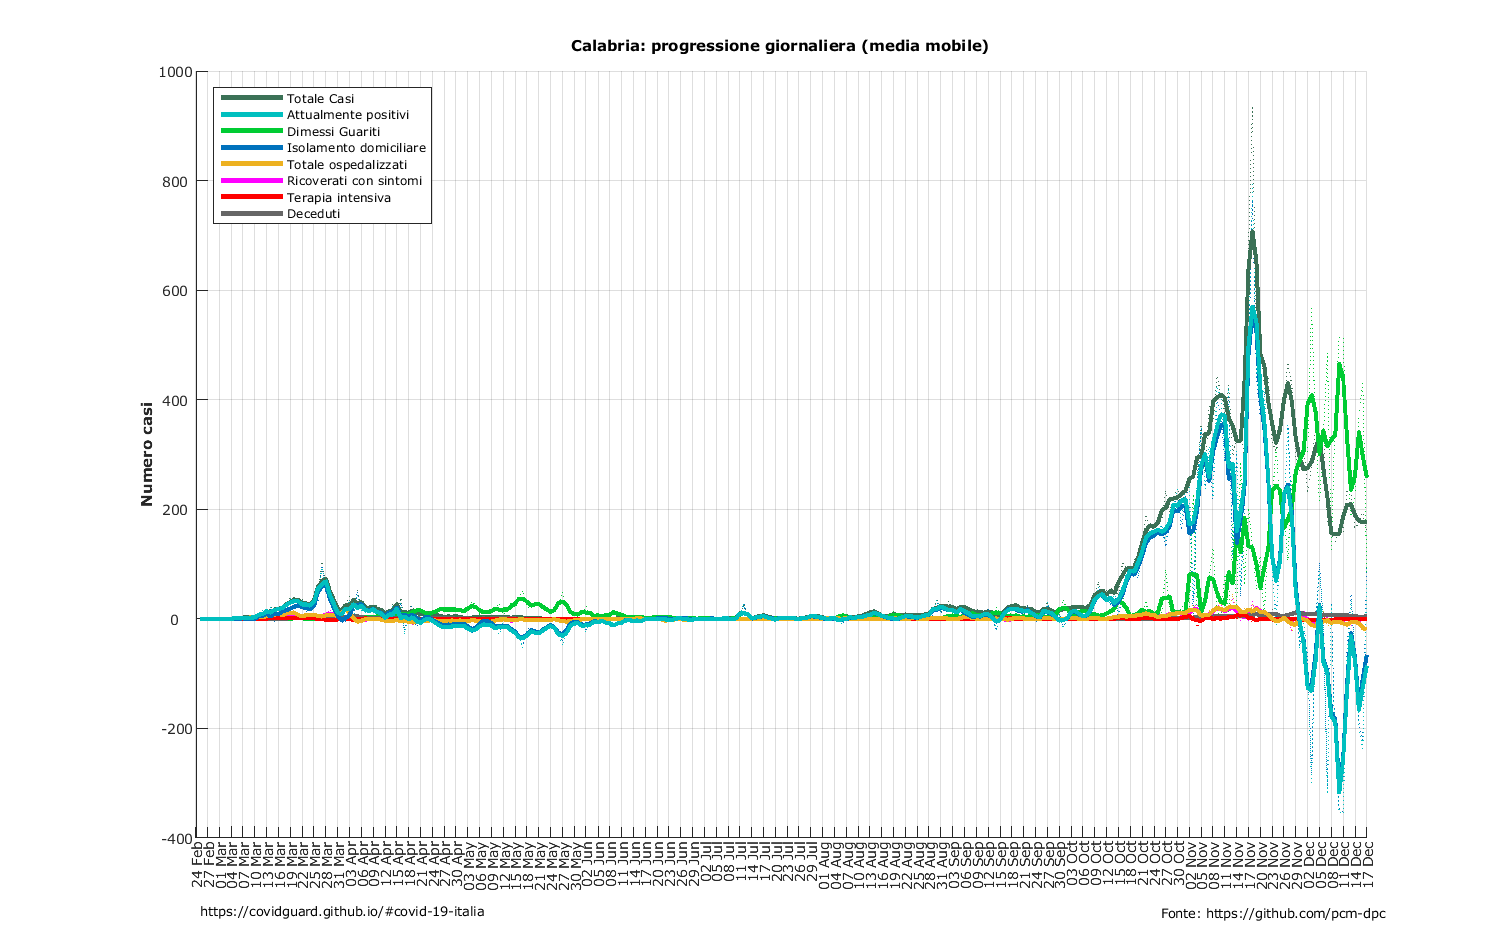 Calabria: progressione giornaliera (media mobile)
1000
800
600
400
200
0
-200
-400
Numero casi
Totale Casi
Attualmente positivi
Dimessi Guariti
Isolamento domiciliare
Totale ospedalizzati
Ricoverati con sintomi
Terapia intensiva
Deceduti
24 Feb
27 Feb
01 Mar
04 Mar
07 Mar
10 Mar
13 Mar
16 Mar
19 Mar
22 Mar
25 Mar
28 Mar
31 Mar
03 Apr
06 Apr
09 Apr
12 Apr
15 Apr
18 Apr
21 Apr
24 Apr
27 Apr
30 Apr
03 May
06 May
09 May
12 May
15 May
18 May
21 May
24 May
27 May
30 May
02 Jun
05 Jun
08 Jun
11 Jun
14 Jun
17 Jun
20 Jun
23 Jun
26 Jun
29 Jun
02 Jul
05 Jul
08 Jul
11 Jul
14 Jul
17 Jul
20 Jul
23 Jul
26 Jul
29 Jul
01 Aug
04 Aug
07 Aug
10 Aug
13 Aug
16 Aug
19 Aug
22 Aug
25 Aug
28 Aug
31 Aug
03 Sep
06 Sep
09 Sep
12 Sep
15 Sep
18 Sep
21 Sep
24 Sep
27 Sep
30 Sep
03 Oct
06 Oct
09 Oct
12 Oct
15 Oct
18 Oct
21 Oct
24 Oct
27 Oct
30 Oct
02 Nov
05 Nov
08 Nov
11 Nov
14 Nov
17 Nov
20 Nov
23 Nov
26 Nov
29 Nov
02 Dec
05 Dec
08 Dec
11 Dec
14 Dec
17 Dec
https://covidguard.github.io/#covid-19-italia
Fonte: https://github.com/pcm-dpc